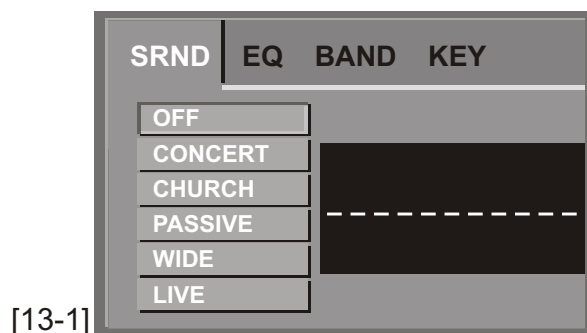 SRND EQ BAND KEY
OFF
CONCERT
CHURCH
PASSIVE
WIDE
LIVE
[13-1]